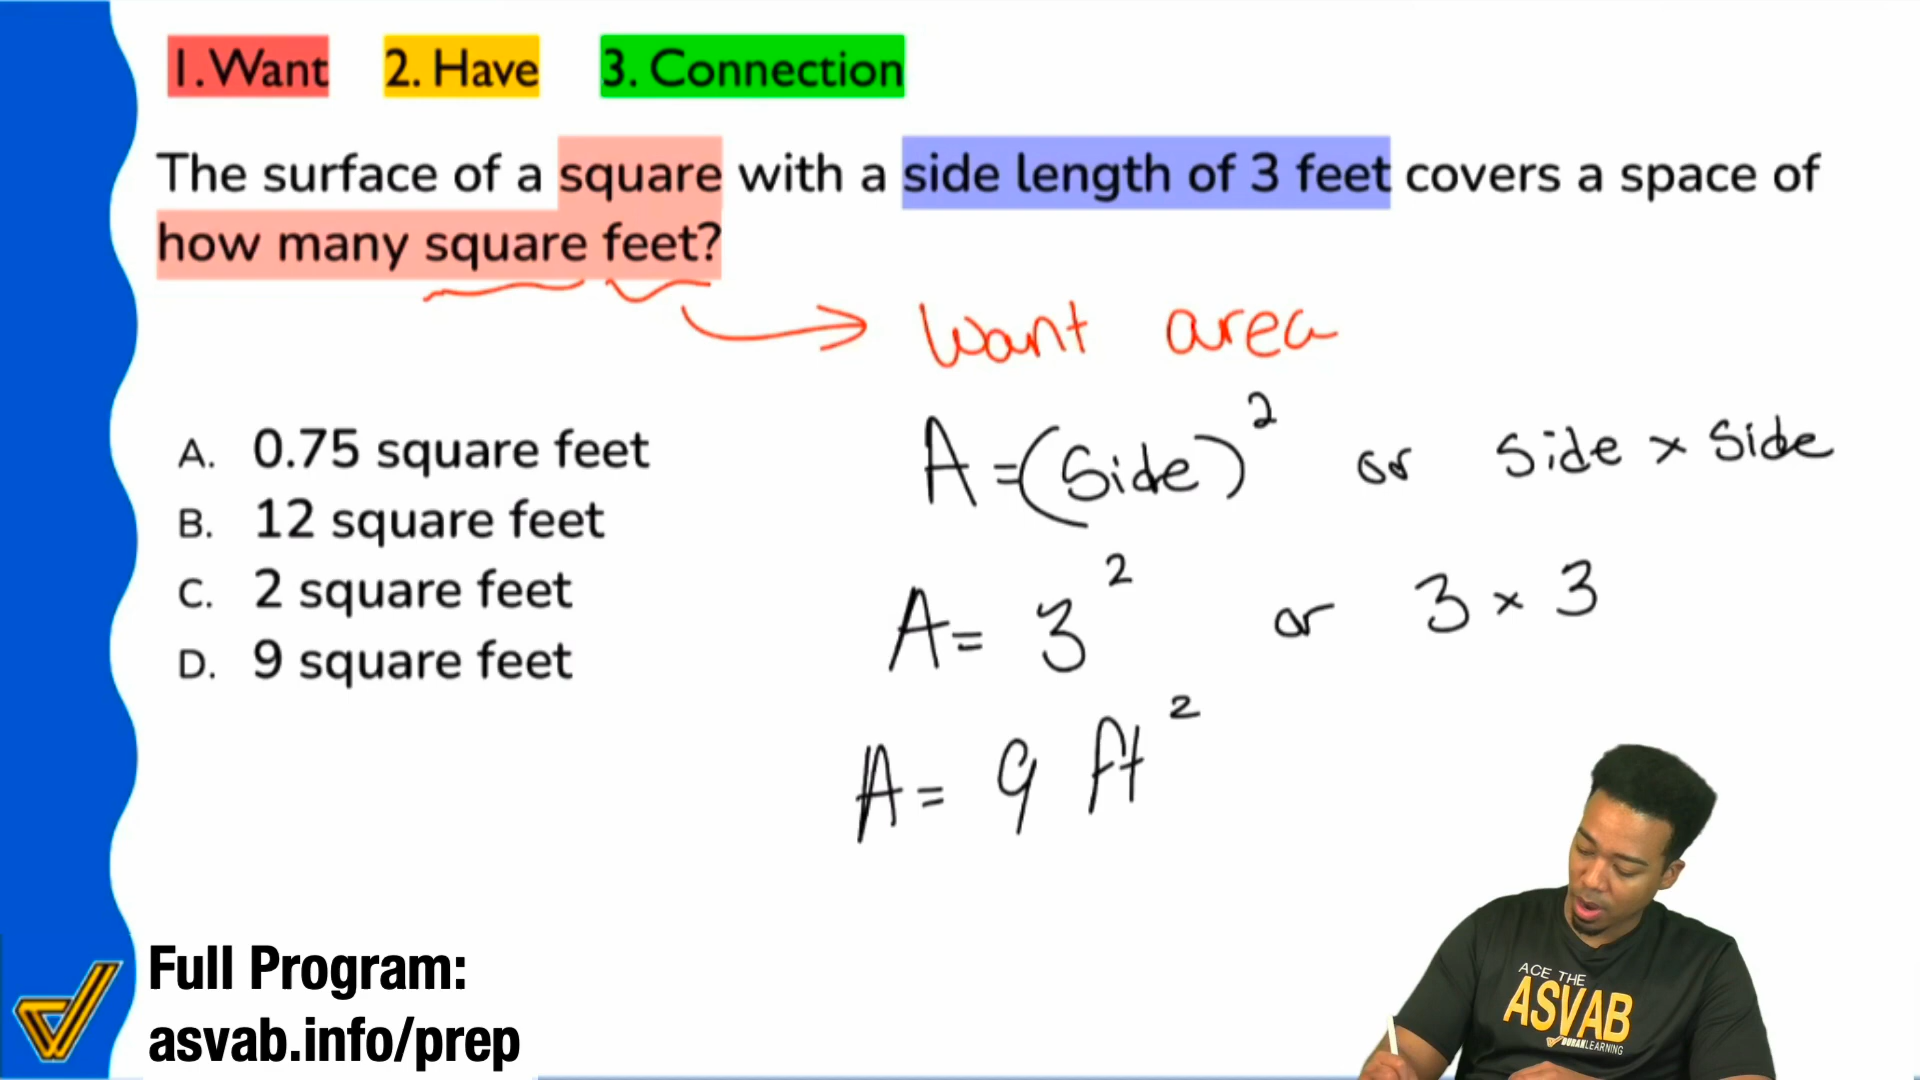 1. Want 2. Have 3. Connection
The surface of a square with a side length of 3 feet covers a space of
how many square feet?
Want area
A. 0.75 square feet
B. 12 square feet
C. 2 square feet
D. 9 square feet
A = (Side)² or Side × Side
A = 3² or 3 × 3
A = 9 ft²
Full Program:
asvab.info/prep
ACE THE
ASVAB
DURANLEARNING